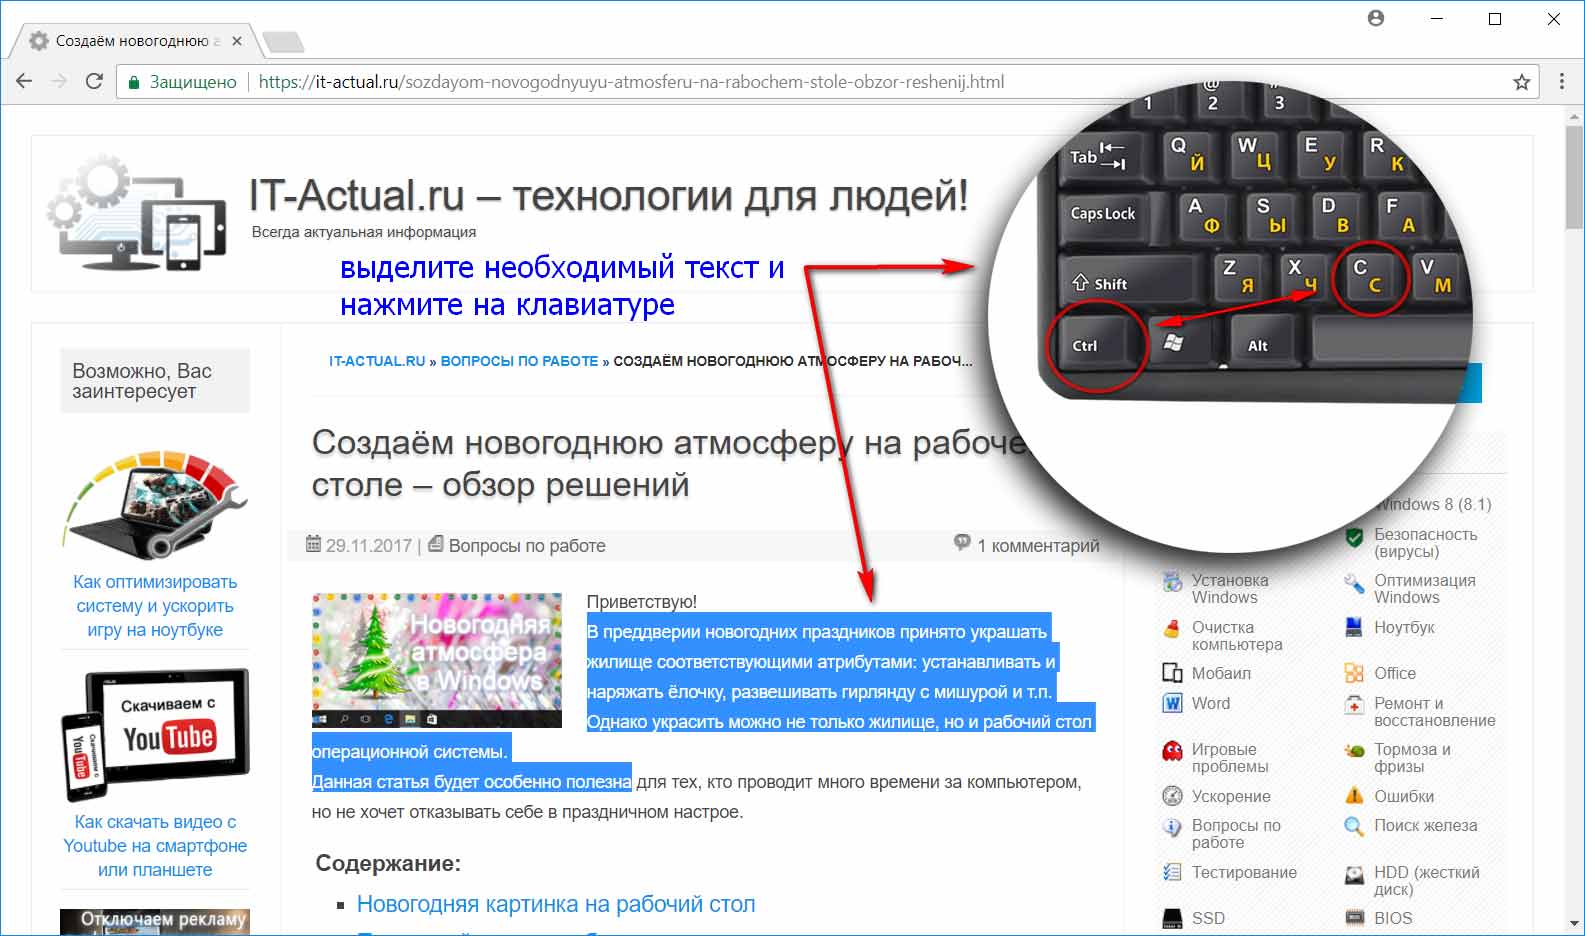 Создаём новогоднюю а
Защищено https://it-actual.ru/sozdayom-novogodnyuyu-atmosferu-na-rabochem-stole-obzor-reshenij.html
IT-Actual.ru – технологии для людей!
Всегда актуальная информация
выделите необходимый текст и
нажмите на клавиатуре
@
1 2 3
Tab Q Й W Ц E У R К
Caps Lock A Ф S Ы D В F А
Shift Z Я X Ч C С V М
Ctrl Alt
Возможно, Вас
заинтересует
Как оптимизировать
систему и ускорить
игру на ноутбуке
Скачиваем с
YouTube
Скачиваем с
YouTube
Как скачать видео с
Youtube на смартфоне
или планшете
Отключаем рекламу
IT-ACTUAL.RU » ВОПРОСЫ ПО РАБОТЕ » СОЗДАЁМ НОВОГОДНЮЮ АТМОСФЕРУ НА РАБОЧ...
Создаём новогоднюю атмосферу на рабоче
столе – обзор решений
29.11.2017 | Вопросы по работе 1 комментарий
Новогодняя
атмосфера
в Windows
Приветствую!
В преддверии новогодних праздников принято украшать
жилище соответствующими атрибутами: устанавливать и
наряжать ёлочку, развешивать гирлянду с мишурой и т.п.
Однако украсить можно не только жилище, но и рабочий стол
операционной системы.
Данная статья будет особенно полезна для тех, кто проводит много времени за компьютером,
но не хочет отказывать себе в праздничном настрое.
Содержание:
Новогодняя картинка на рабочий стол
Windows 8 (8.1)
Безопасность
(вирусы)
Установка
Windows
Оптимизация
Windows
Очистка
компьютера
Ноутбук
Мобаил
Office
Word
Ремонт и
восстановление
Игровые
проблемы
Тормоза и
фризы
Ускорение
Ошибки
Вопросы по
работе
Поиск железа
Тестирование
HDD (жесткий
диск)
SSD
BIOS